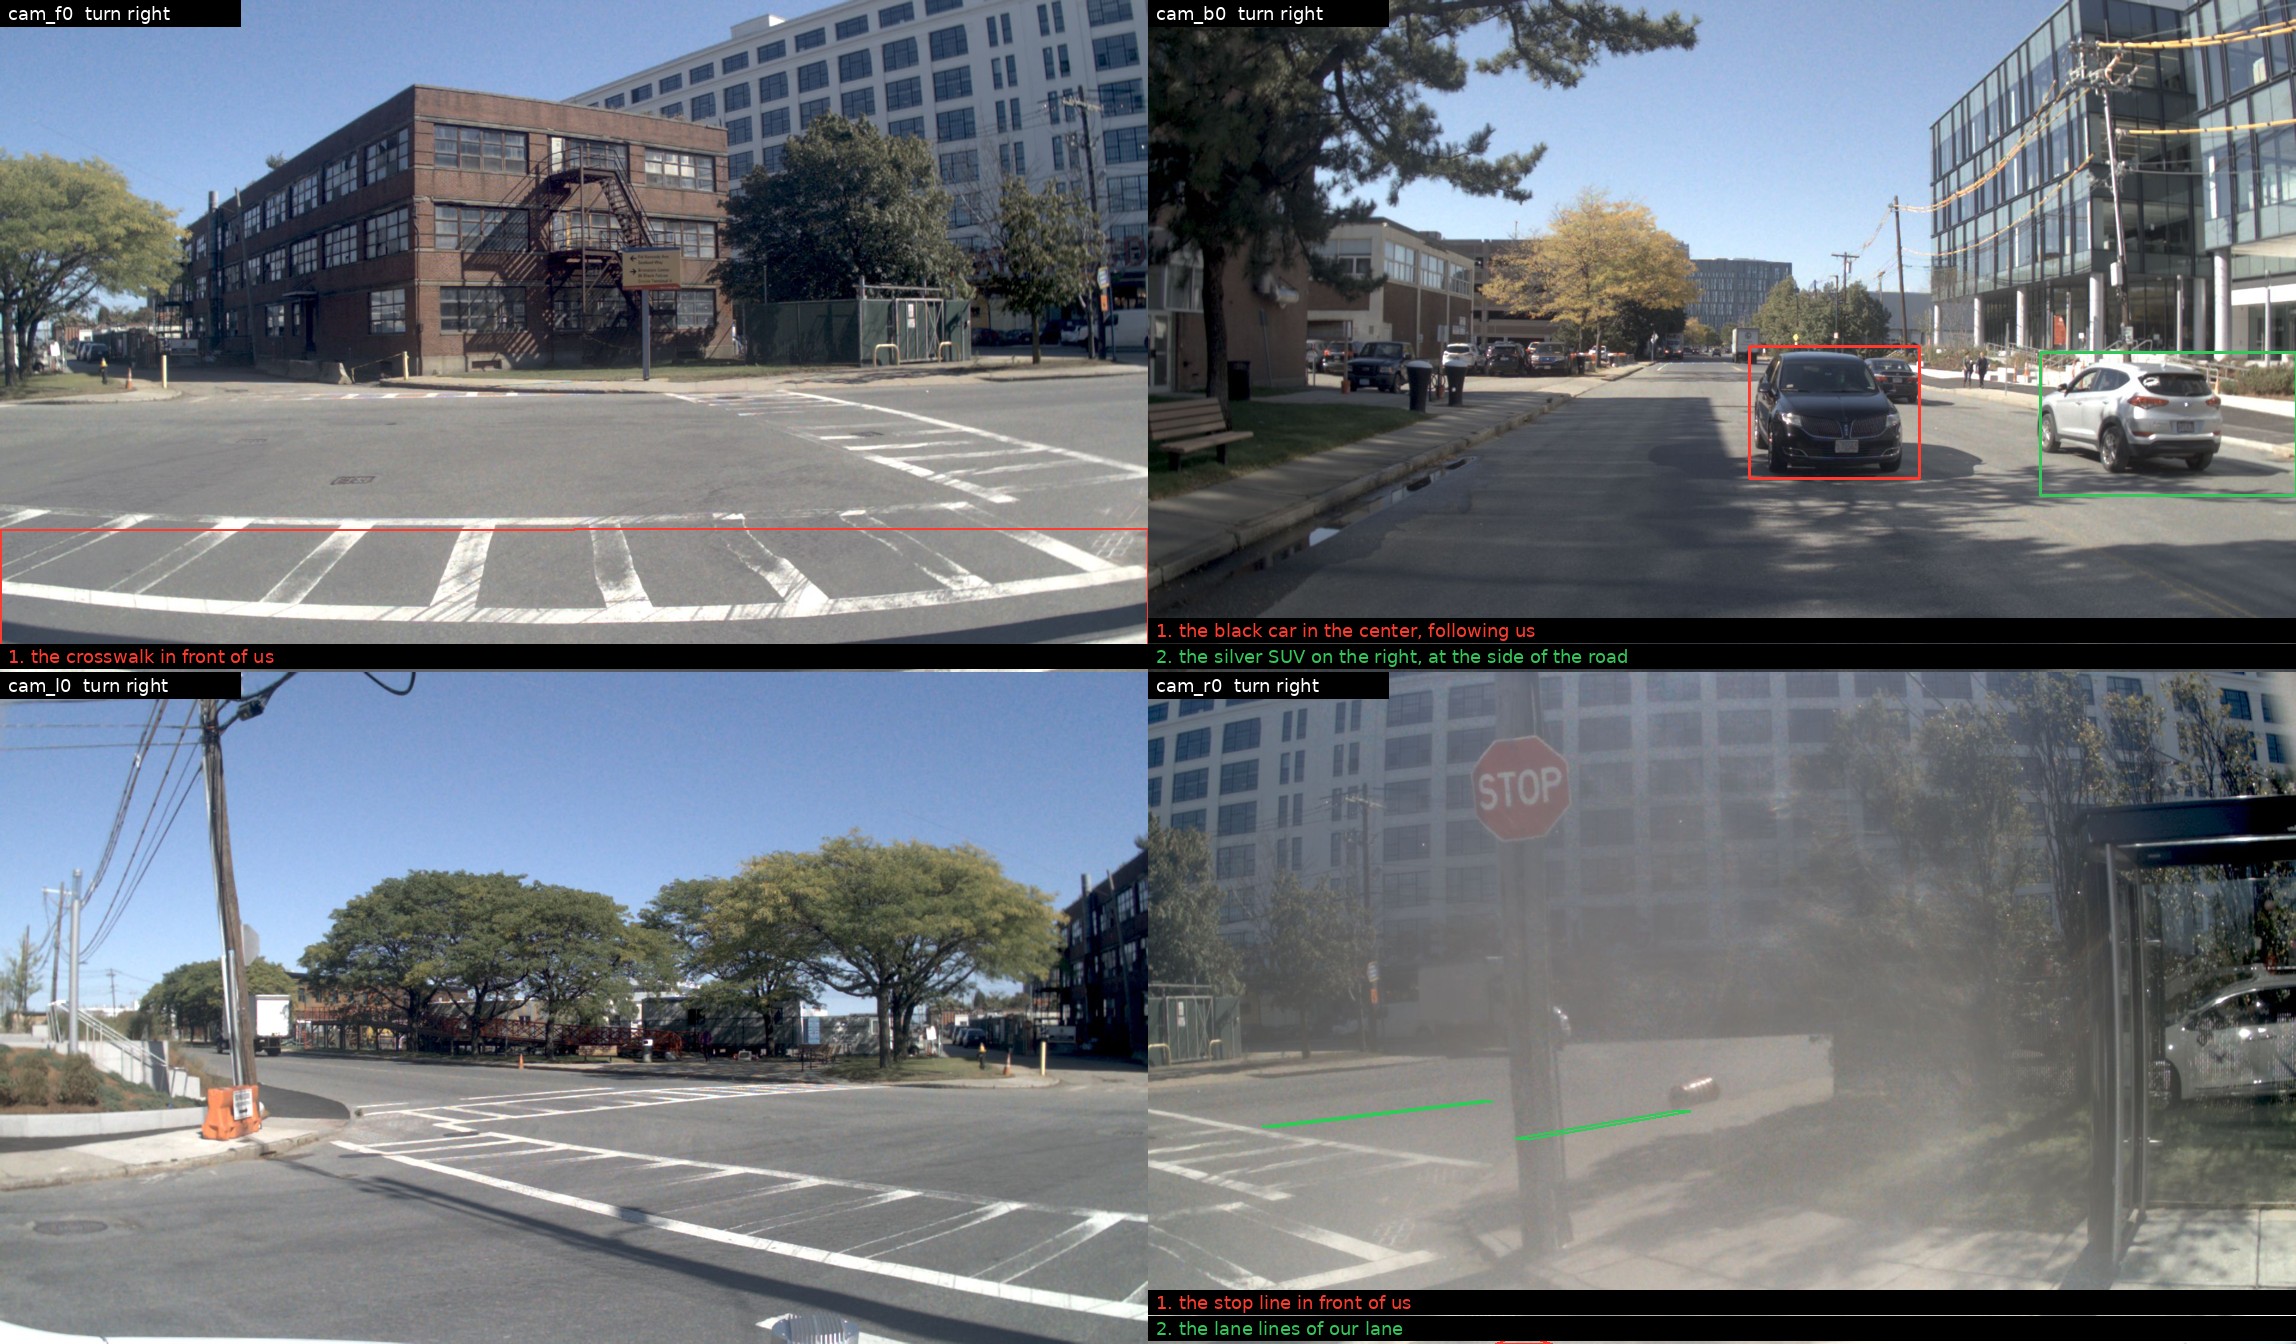 cam_f0 turn right
1. the crosswalk in front of us
cam_b0 turn right
1. the black car in the center, following us
2. the silver SUV on the right, at the side of the road
cam_l0 turn right
cam_r0 turn right
STOP
1. the stop line in front of us
2. the lane lines of our lane